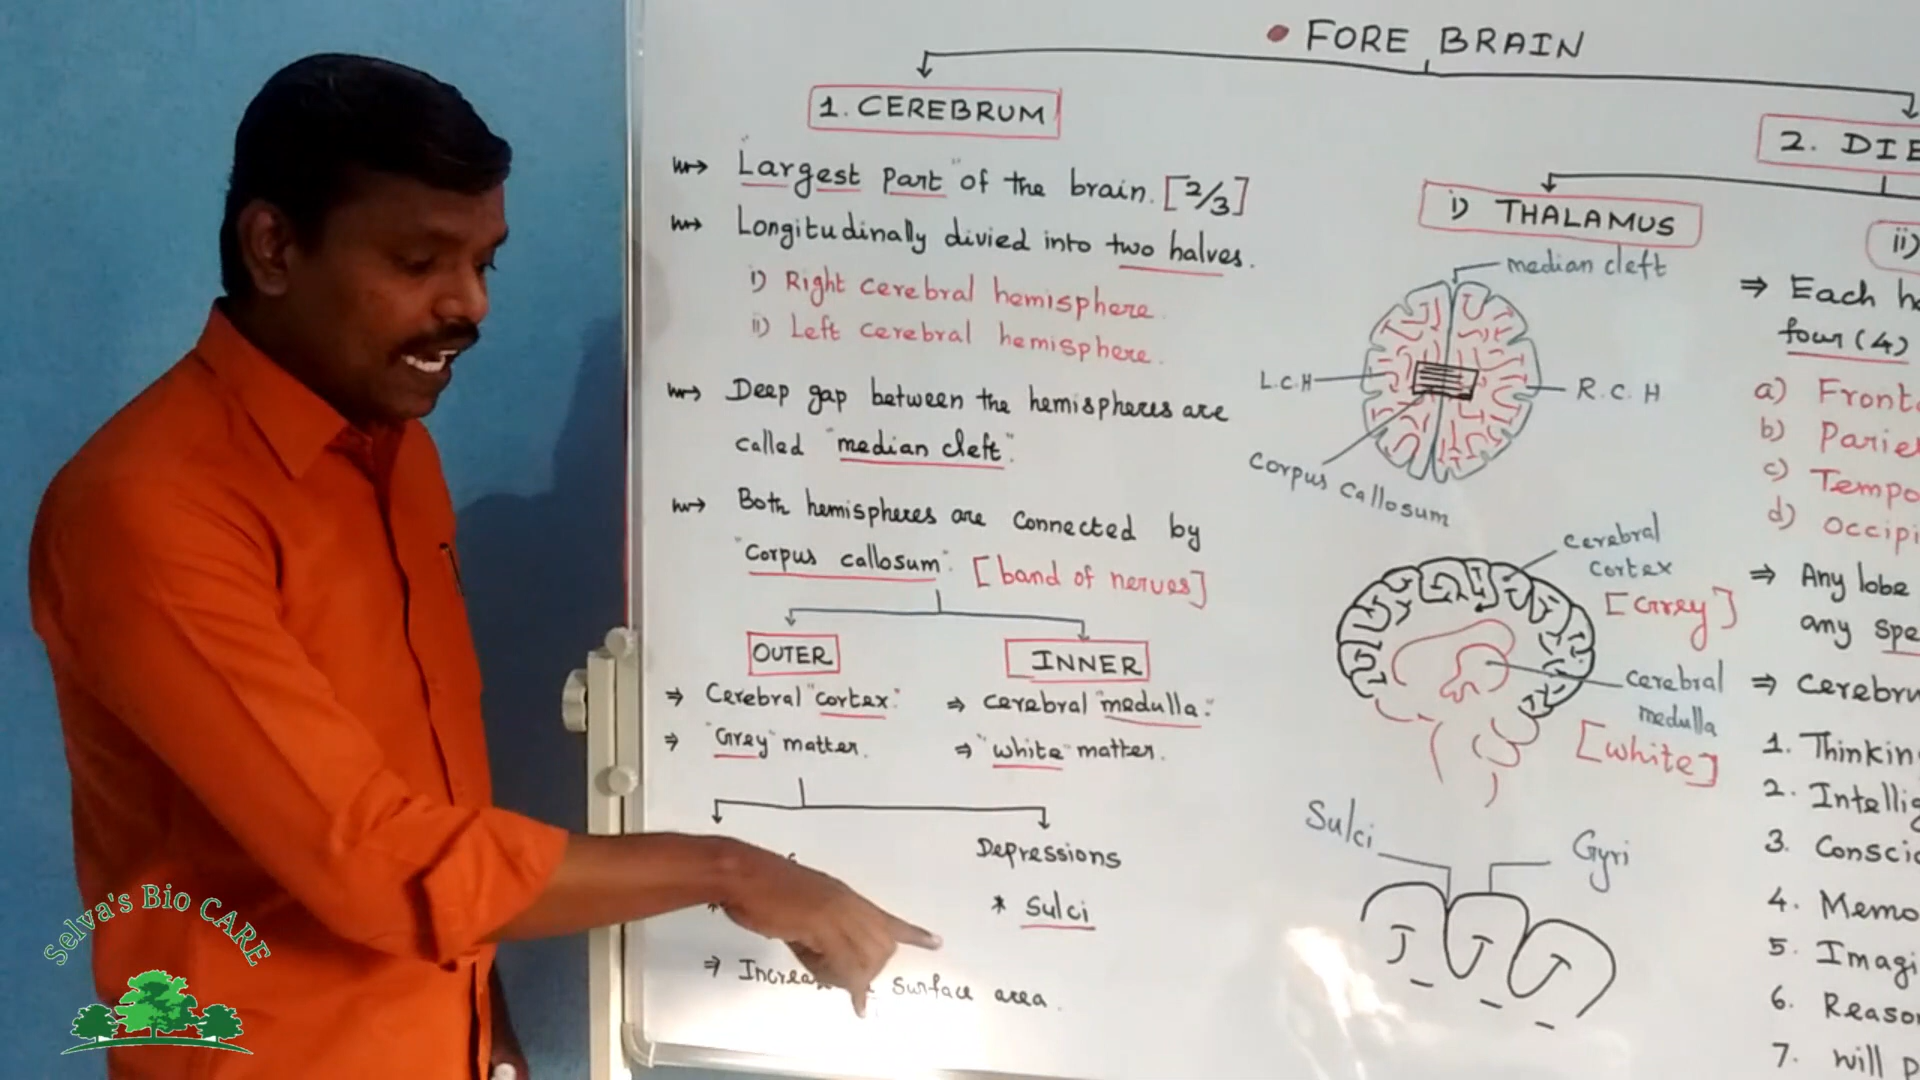 • FORE BRAIN
1. CEREBRUM
"Largest part" of the brain. [2/3]
Longitudinally divied into two halves.
i) Right cerebral hemisphere.
ii) Left cerebral hemisphere.
Deep gap between the hemispheres are
called "median cleft".
Both hemispheres are connected by
"Corpus callosum". [band of nerves]
OUTER
⇒ Cerebral "cortex".
⇒ "Grey" matter.
INNER
⇒ cerebral "medulla".
⇒ "white" matter.
Depressions
* Sulci
⇒ Surface area.
2. DIE
i) THALAMUS
median cleft
L.C.H
R.C.H
Corpus callosum
cerebral
cortex
[Grey]
cerebral
medulla
[white]
Sulci
Gyri
ii)
⇒ Each h
four (4)
a) Front
b) Parie
c) Tempo
d) Occipi
⇒ Any lobe
any spe
⇒ Cerebru
1. Thinkin
2. Intellig
3. Conscio
4. Memo
5. Imagi
6. Reaso
7. Will p
Selva's Bio CARE